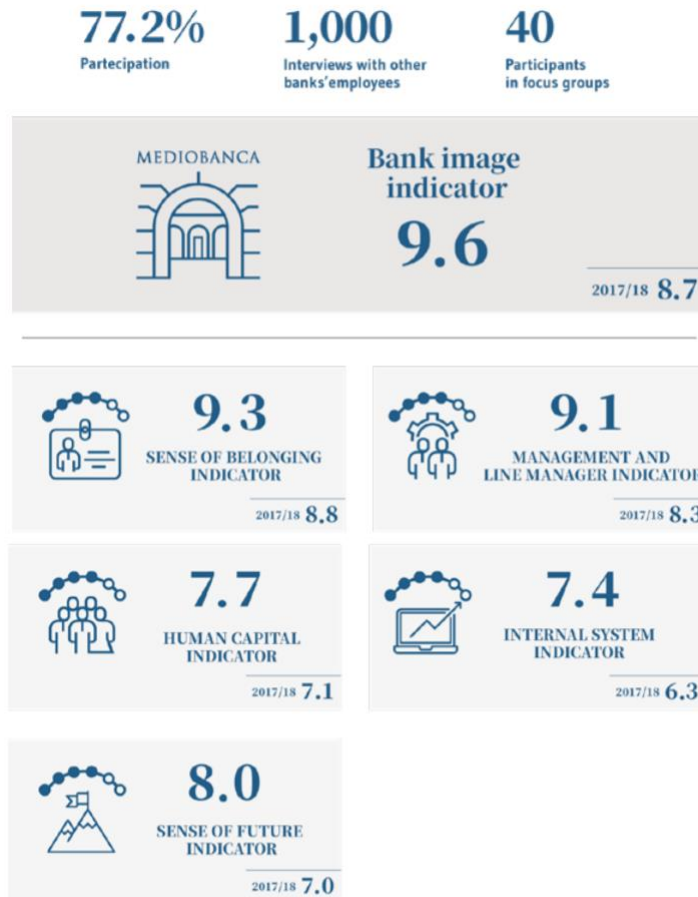 77.2%
Partecipation
1,000
Interviews with other
banks'employees
40
Participants
in focus groups
MEDIOBANCA
Bank image
indicator
9.6
2017/18 8.7
9.3
SENSE OF BELONGING
INDICATOR
2017/18 8.8
9.1
MANAGEMENT AND
LINE MANAGER INDICATOR
2017/18 8.3
7.7
HUMAN CAPITAL
INDICATOR
2017/18 7.1
7.4
INTERNAL SYSTEM
INDICATOR
2017/18 6.3
8.0
SENSE OF FUTURE
INDICATOR
2017/18 7.0